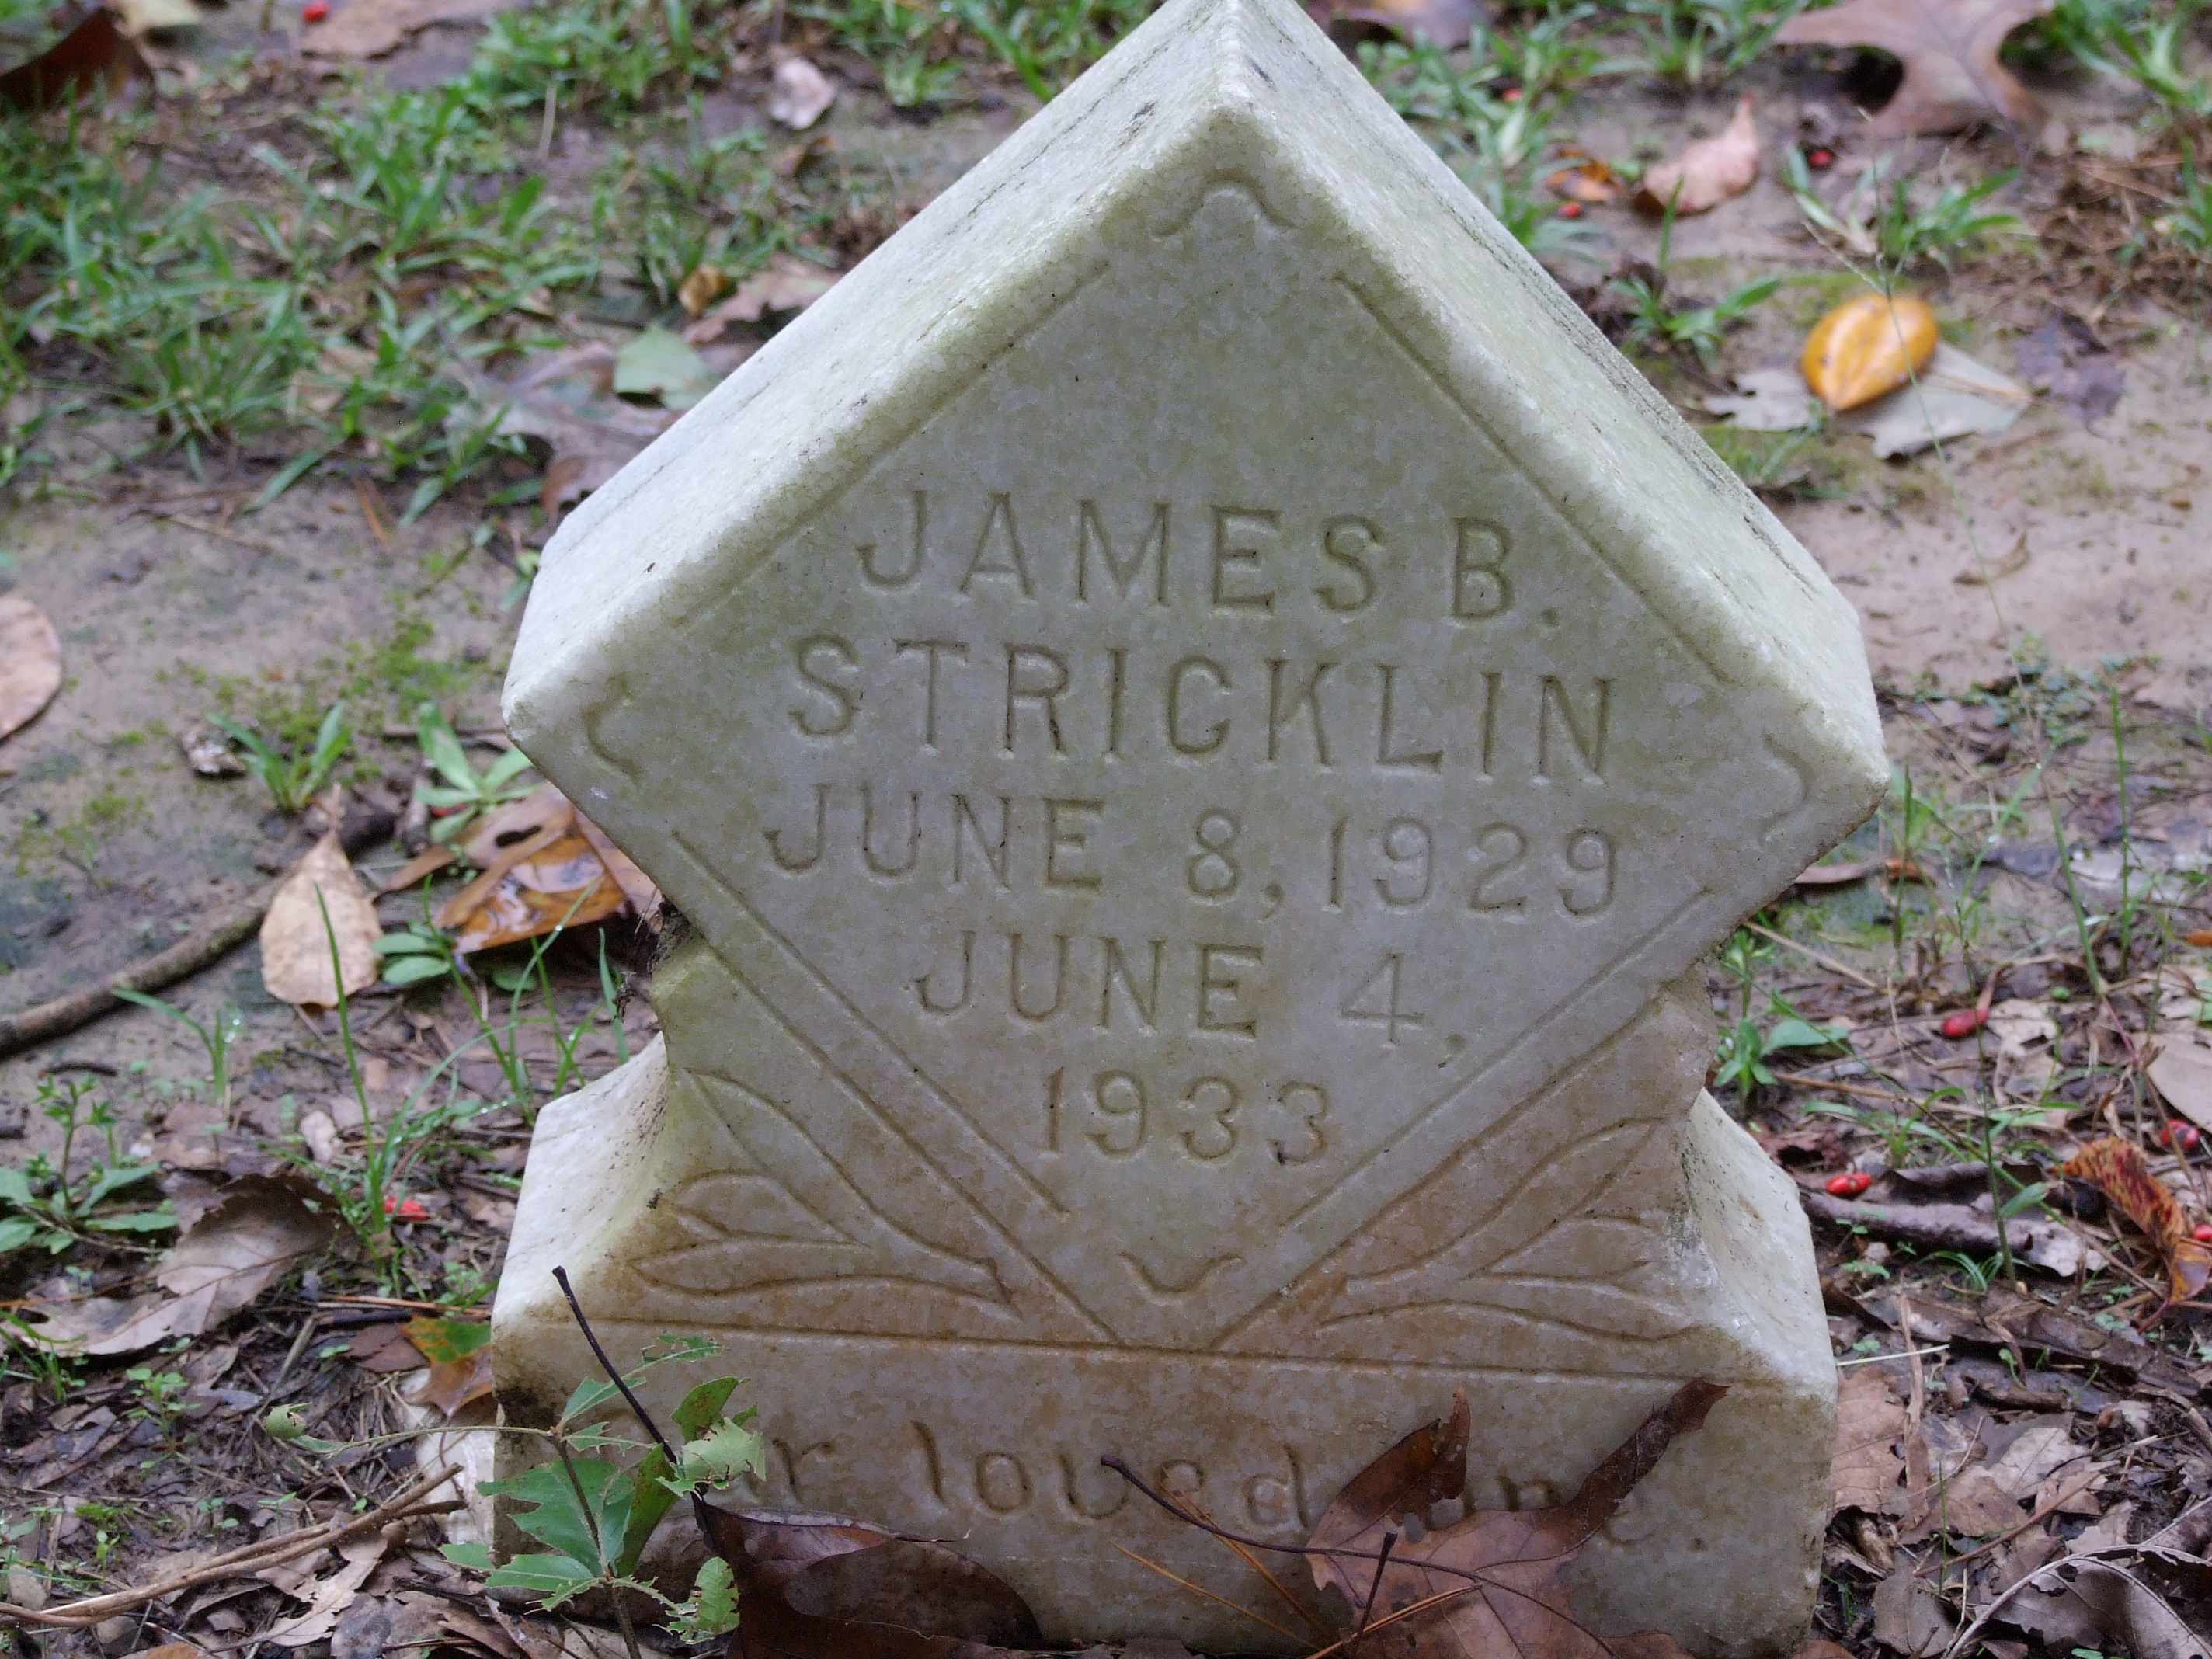 JAMES B.
STRICKLIN
JUNE 8, 1929
JUNE 4,
1933
loved